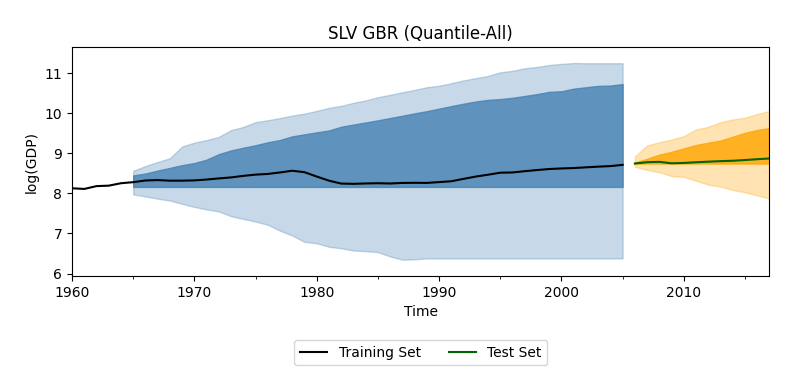 SLV GBR (Quantile-All)
log(GDP)
11
10
9
8
7
6
1960 1970 1980 1990 2000 2010
Time
Training Set Test Set